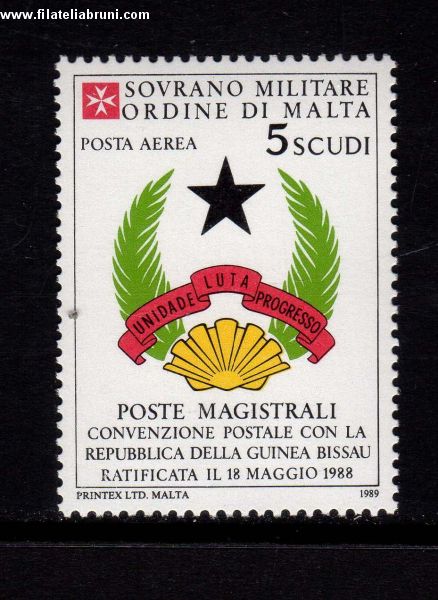 www.filateliabruni.com
SOVRANO MILITARE
ORDINE DI MALTA
POSTA AEREA
5 SCUDI
UNIDADE LUTA PROGRESSO
POSTE MAGISTRALI
CONVENZIONE POSTALE CON LA
REPUBBLICA DELLA GUINEA BISSAU
RATIFICATA IL 18 MAGGIO 1988
PRINTEX LTD. MALTA
1989